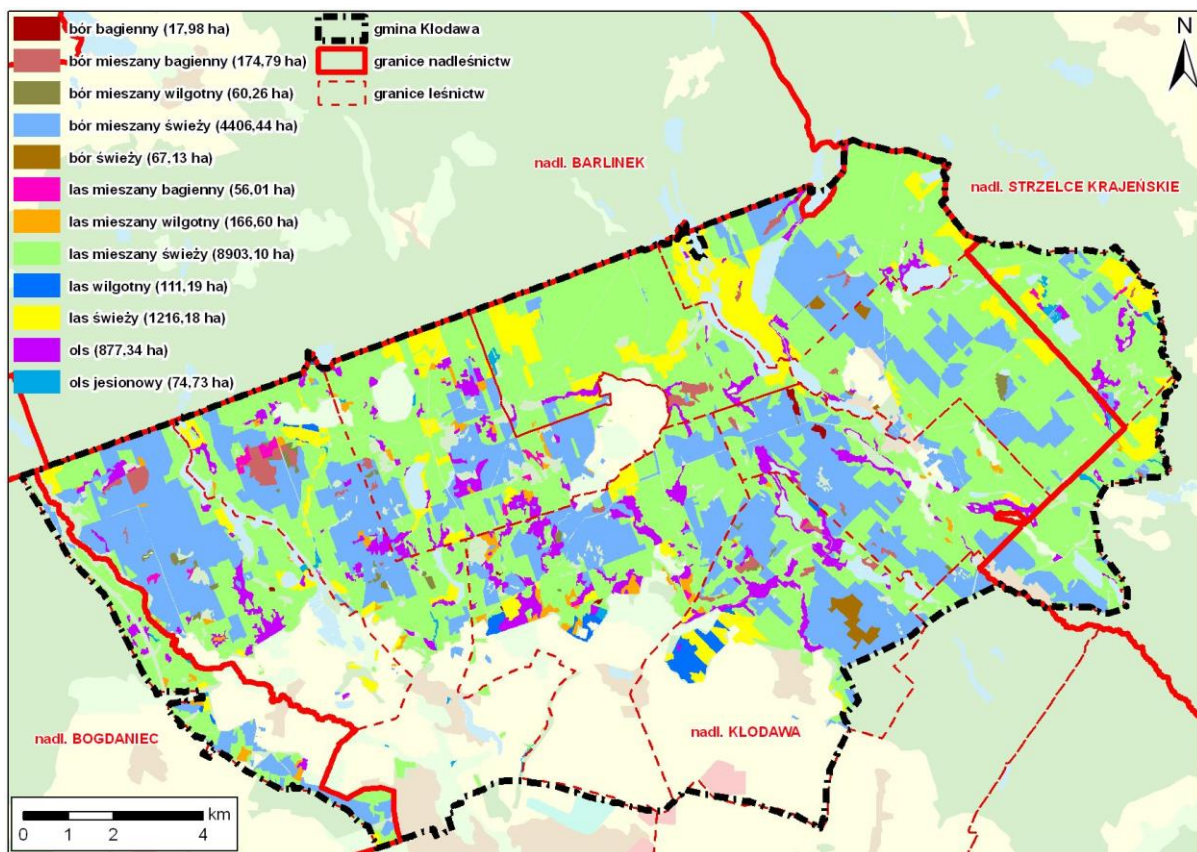 bór bagienny (17,98 ha)
bór mieszany bagienny (174,79 ha)
bór mieszany wilgotny (60,26 ha)
bór mieszany świeży (4406,44 ha)
bór świeży (67,13 ha)
las mieszany bagienny (56,01 ha)
las mieszany wilgotny (166,60 ha)
las mieszany świeży (8903,10 ha)
las wilgotny (111,19 ha)
las świeży (1216,18 ha)
ols (877,34 ha)
ols jesionowy (74,73 ha)
gmina Kłodawa
granice nadleśnictw
granice leśnictw
N
nadl. BARLINEK
nadl. STRZELCE KRAJEŃSKIE
nadl. BOGDANIEC
nadl. KŁODAWA
km
0 1 2 4